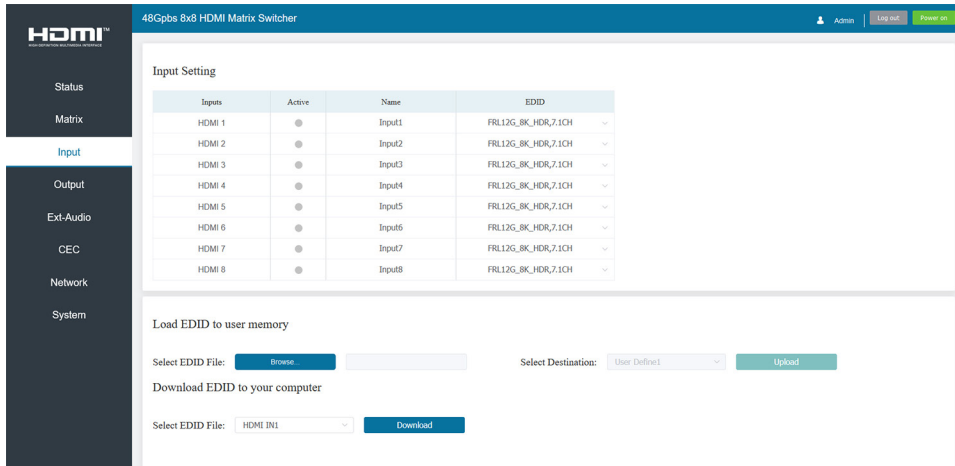 48Gpbs 8x8 HDMI Matrix Switcher
Admin
Log out
Power on
HDMI™
HIGH-DEFINITION MULTIMEDIA INTERFACE
Status
Matrix
Input
Output
Ext-Audio
CEC
Network
System
Input Setting
Inputs Active Name EDID
HDMI 1 Input1 FRL12G_8K_HDR,7.1CH
HDMI 2 Input2 FRL12G_8K_HDR,7.1CH
HDMI 3 Input3 FRL12G_8K_HDR,7.1CH
HDMI 4 Input4 FRL12G_8K_HDR,7.1CH
HDMI 5 Input5 FRL12G_8K_HDR,7.1CH
HDMI 6 Input6 FRL12G_8K_HDR,7.1CH
HDMI 7 Input7 FRL12G_8K_HDR,7.1CH
HDMI 8 Input8 FRL12G_8K_HDR,7.1CH
Load EDID to user memory
Select EDID File: Browse... Select Destination: User Define1 Upload
Download EDID to your computer
Select EDID File: HDMI IN1 Download